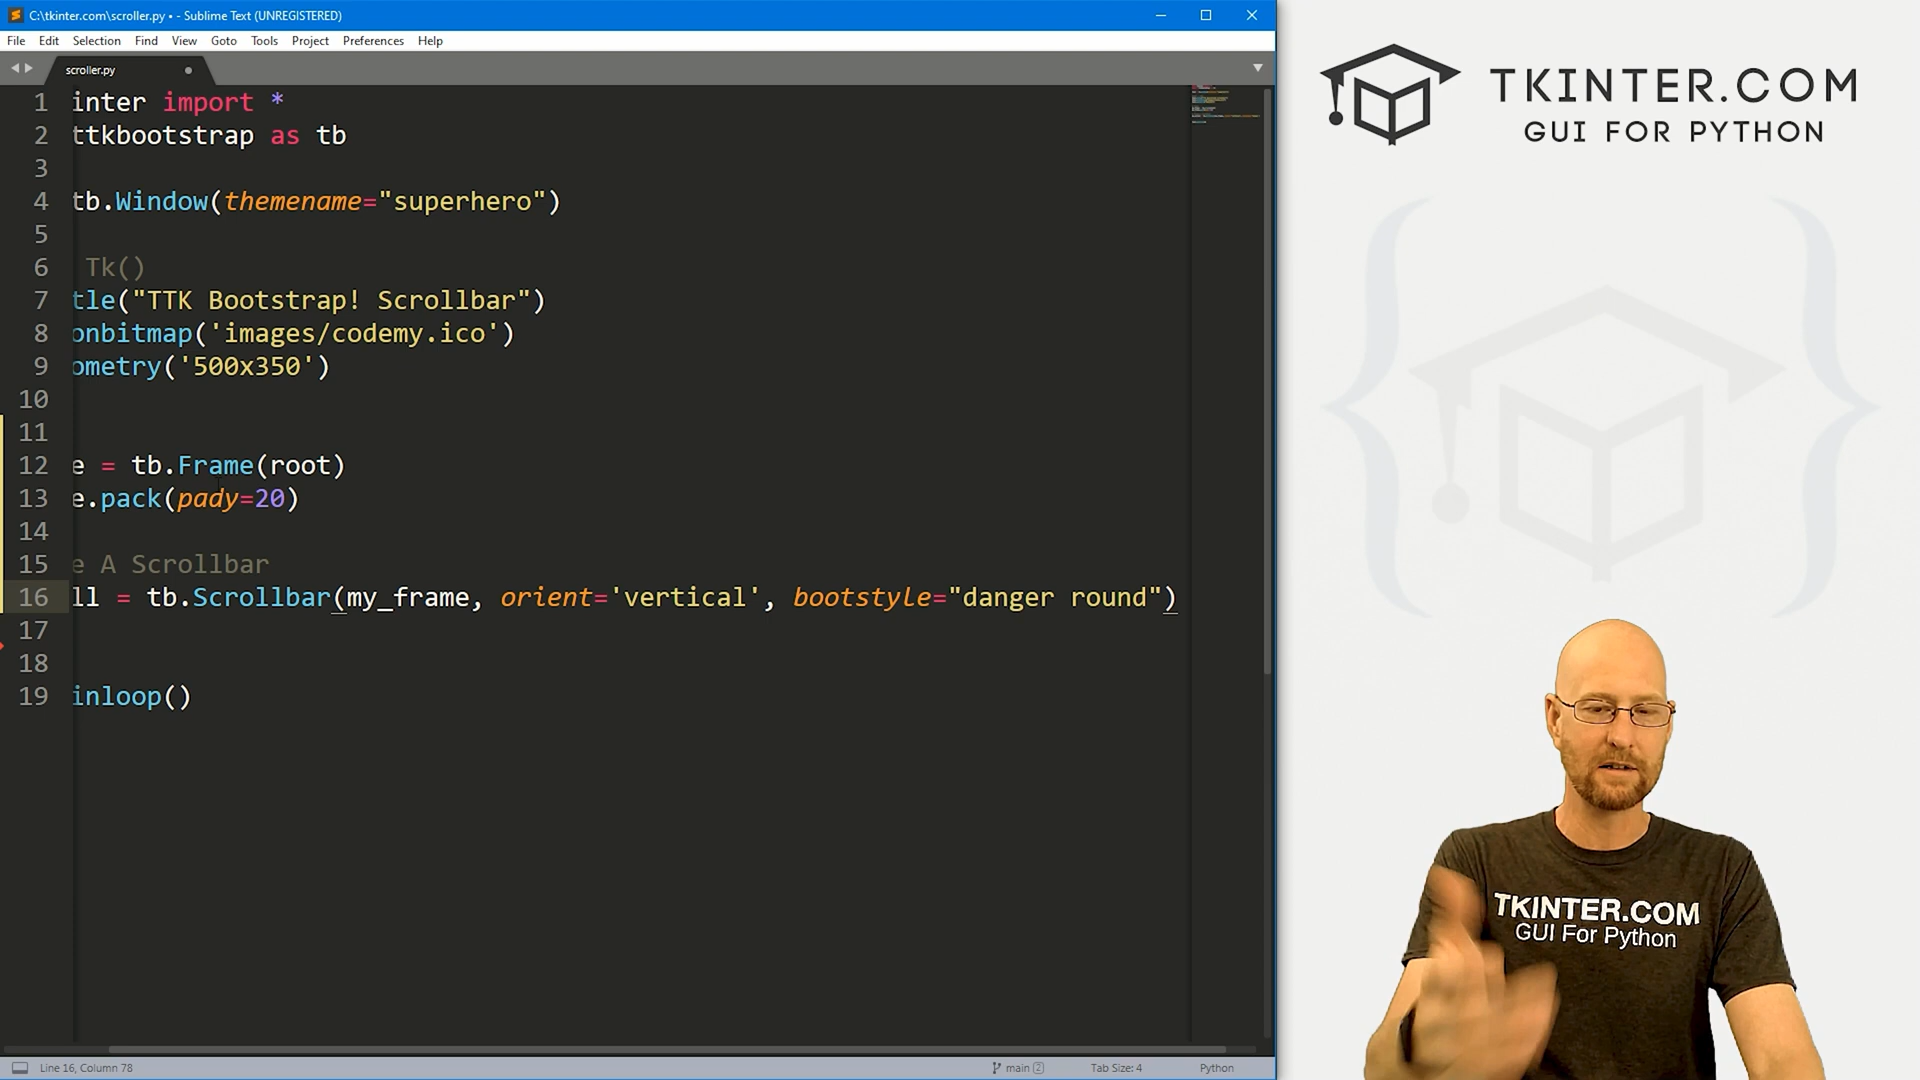 C:\tkinter.com\scroller.py • - Sublime Text (UNREGISTERED)
File Edit Selection Find View Goto Tools Project Preferences Help
scroller.py
1 inter import *
2 ttkbootstrap as tb
3
4 tb.Window(themename="superhero")
5
6 Tk()
7 tle("TTK Bootstrap! Scrollbar")
8 onbitmap('images/codemy.ico')
9 ometry('500x350')
10
11
12 e = tb.Frame(root)
13 e.pack(pady=20)
14
15 e A Scrollbar
16 ll = tb.Scrollbar(my_frame, orient='vertical', bootstyle="danger round")
17
18
19 inloop()
Line 16, Column 78
main 2
Tab Size: 4
Python
TKINTER.COM
GUI FOR PYTHON
TKINTER.COM
GUI For Python